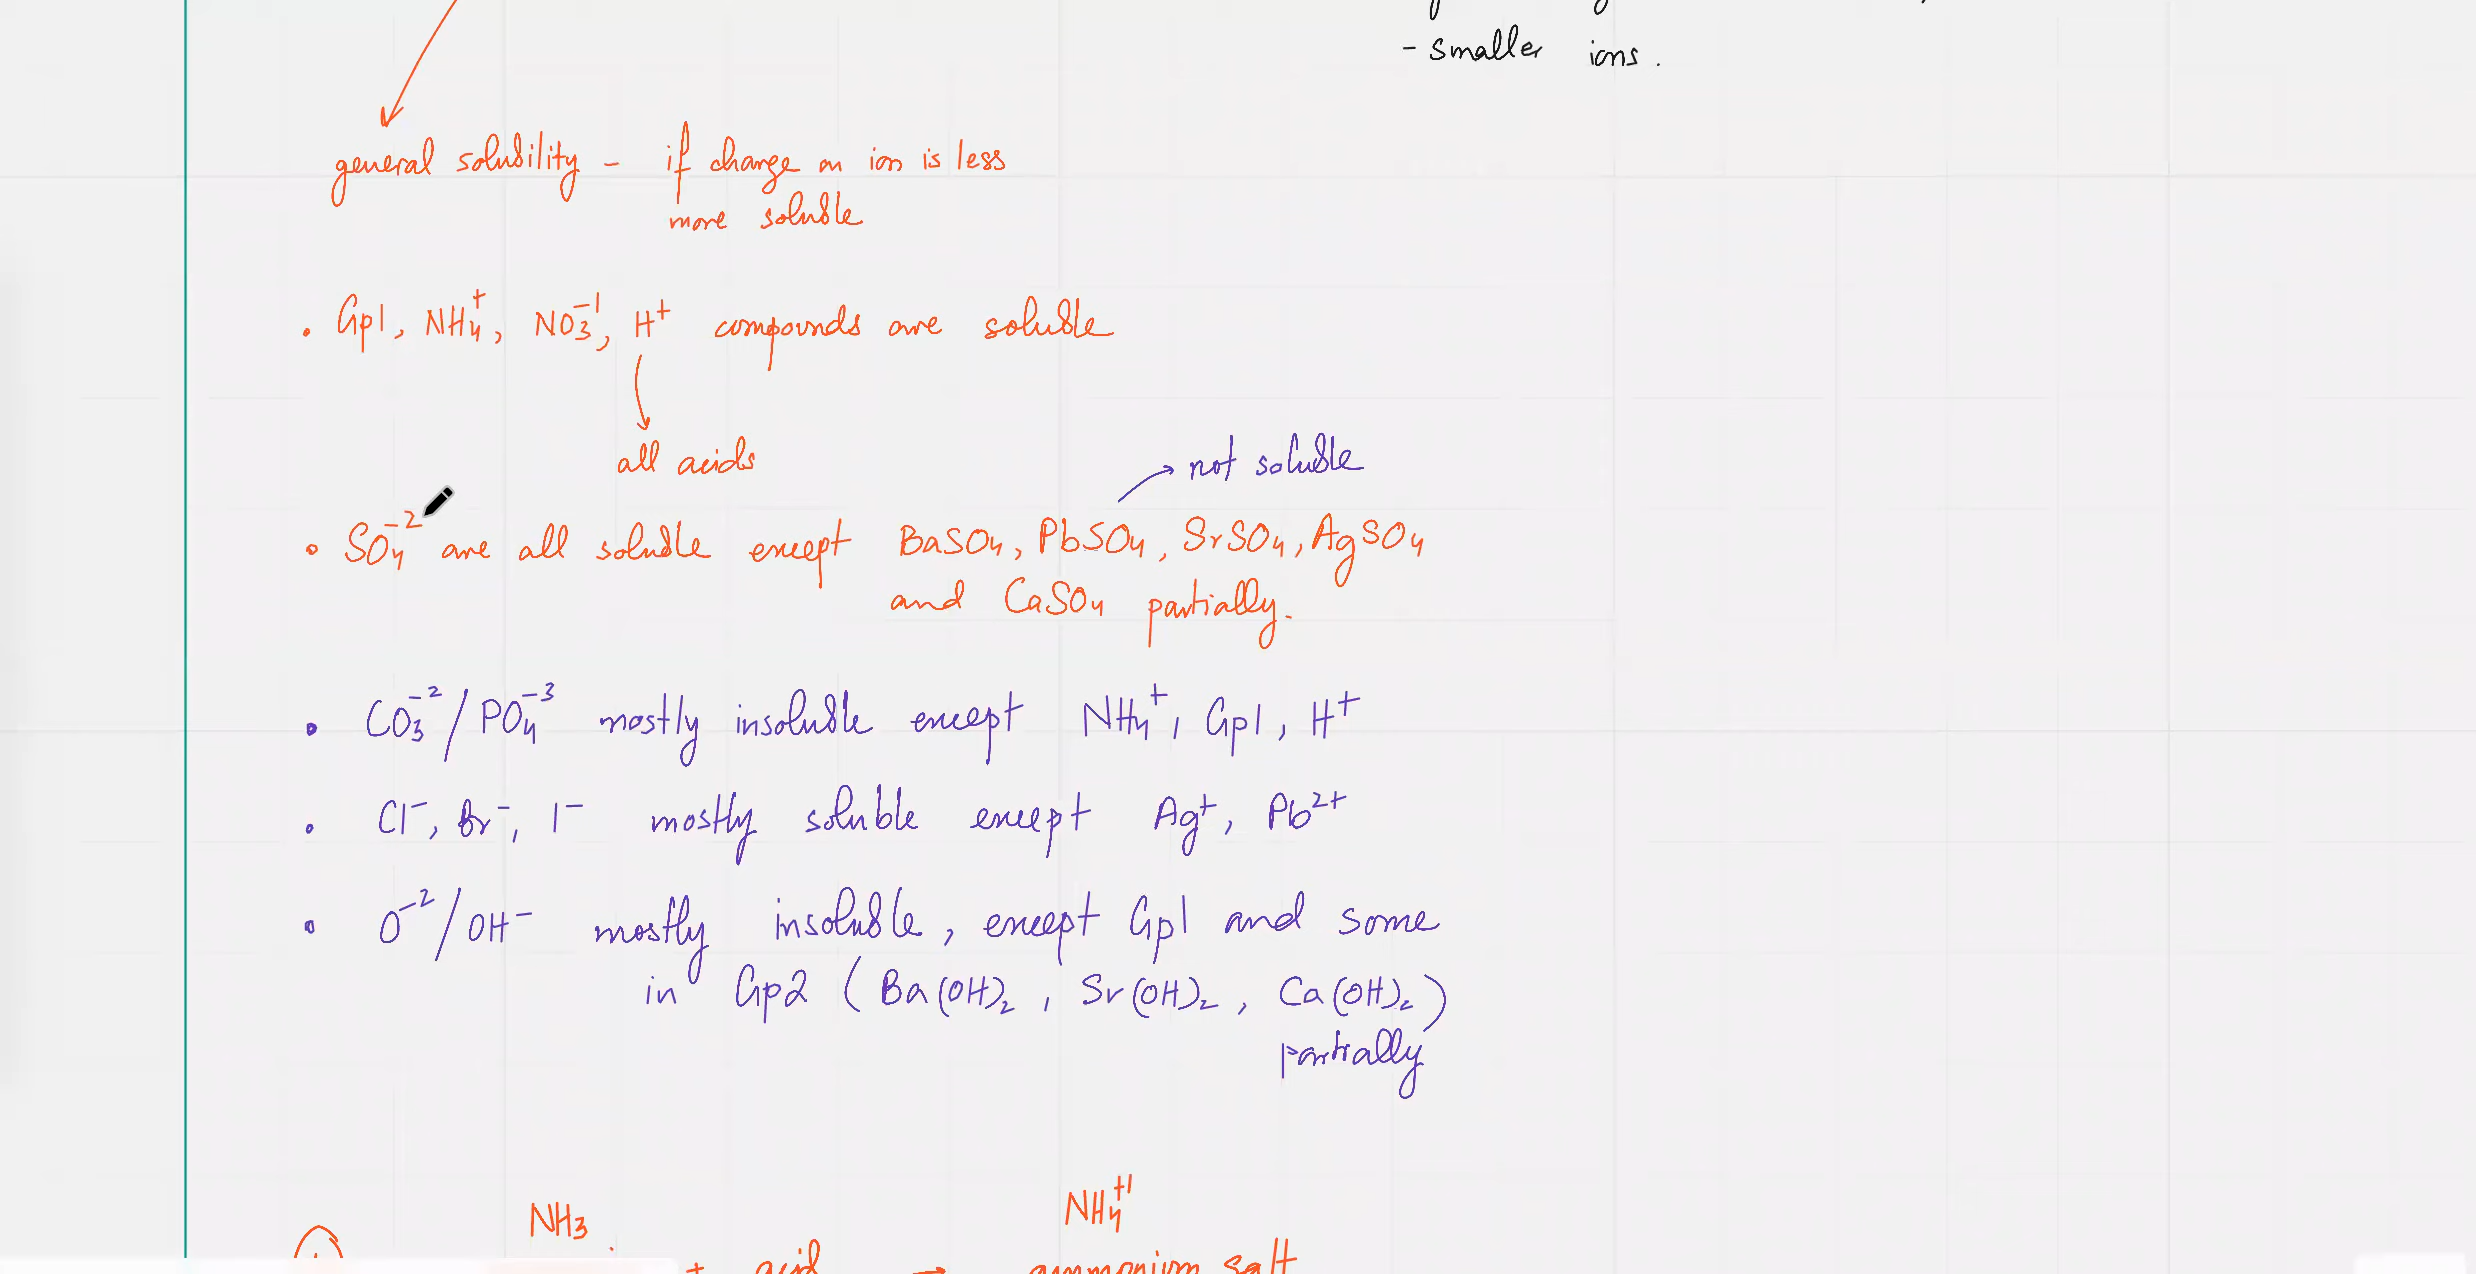 - smaller ions.
general solubility - if charge on ion is less
more soluble
• Gp1, NH₄⁺, NO₃⁻¹, H⁺ compounds are soluble
all acids
→ not soluble
• SO₄⁻² are all soluble except BaSO₄, PbSO₄, SrSO₄, AgSO₄
and CaSO₄ partially.
• CO₃⁻²/PO₄⁻³ mostly insoluble except NH₄⁺, Gp1, H⁺
• Cl⁻, Br⁻, I⁻ mostly soluble except Ag⁺, Pb²⁺
• O⁻²/OH⁻ mostly insoluble, except Gp1 and some
in Gp2 (Ba(OH)₂, Sr(OH)₂, Ca(OH)₂)
partially
NH₃ NH₄⁺¹
+ acid → ammonium salt